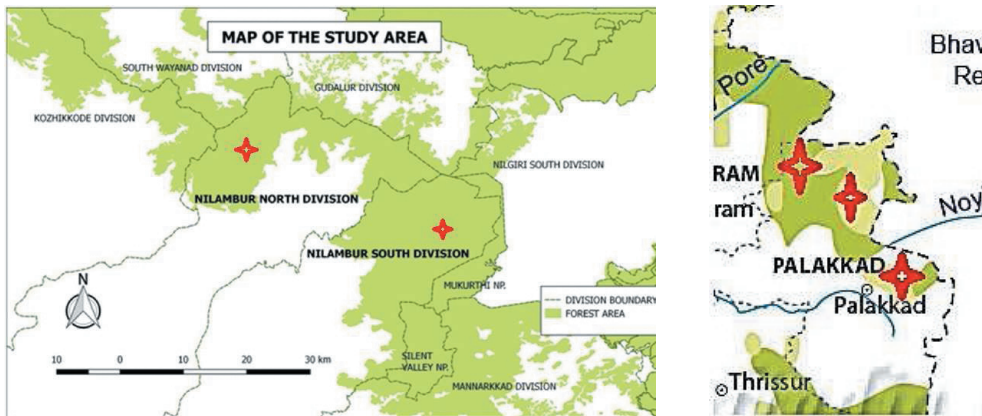 MAP OF THE STUDY AREA
SOUTH WAYANAD DIVISION
GUDALUR DIVISION
KOZHIKKODE DIVISION
NILGIRI SOUTH DIVISION
NILAMBUR NORTH DIVISION
NILAMBUR SOUTH DIVISION
MUKURTHI NP.
N
DIVISION BOUNDARY
FOREST AREA
10 0 10 20 30 km
SILENT
VALLEY NP.
MANNARKKAD DIVISION
Bhav
Re
Pore
RAM
ram
Noy
PALAKKAD
Palakkad
Thrissur